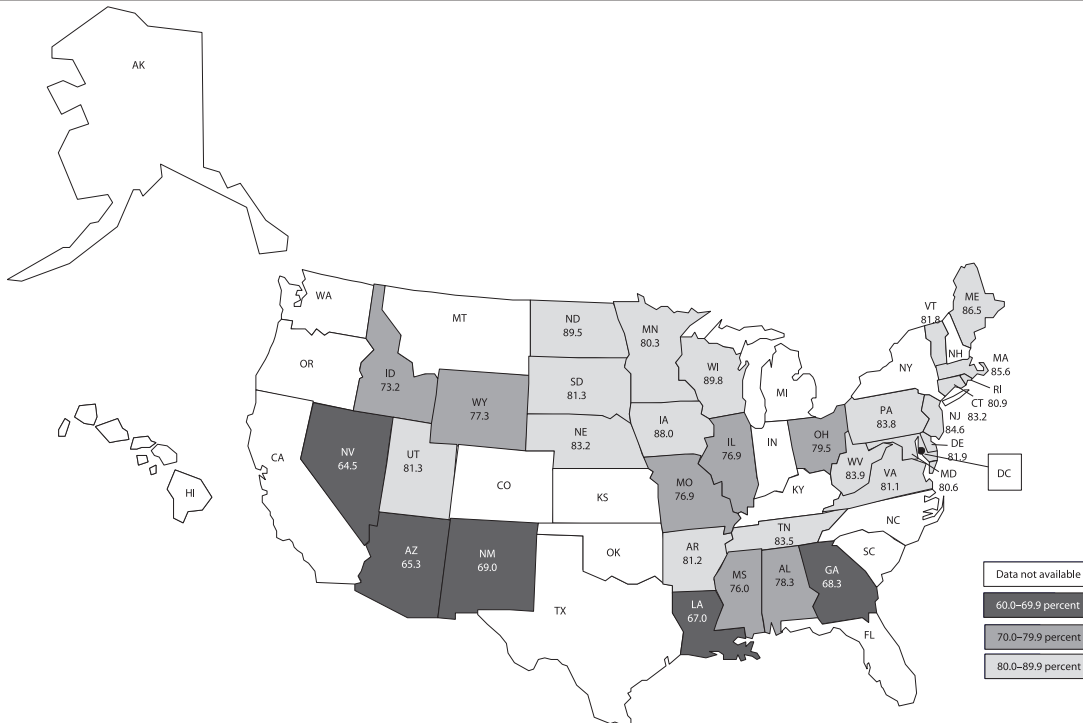 AK
WA
MT
ND
89.5
MN
80.3
VT
81.8
ME
86.5
OR
ID
73.2
WY
77.3
SD
81.3
WI
89.8
MI
NY
NH
MA
85.6
RI
80.9
CT
83.2
NJ
84.6
NE
83.2
IA
88.0
PA
83.8
DE
81.9
MD
80.6
DC
NV
64.5
UT
81.3
CO
KS
MO
76.9
IL
76.9
IN
OH
79.5
WV
83.9
VA
81.1
KY
CA
HI
AZ
65.3
NM
69.0
OK
AR
81.2
TN
83.5
NC
SC
MS
76.0
AL
78.3
GA
68.3
LA
67.0
TX
FL
Data not available
60.0–69.9 percent
70.0–79.9 percent
80.0–89.9 percent